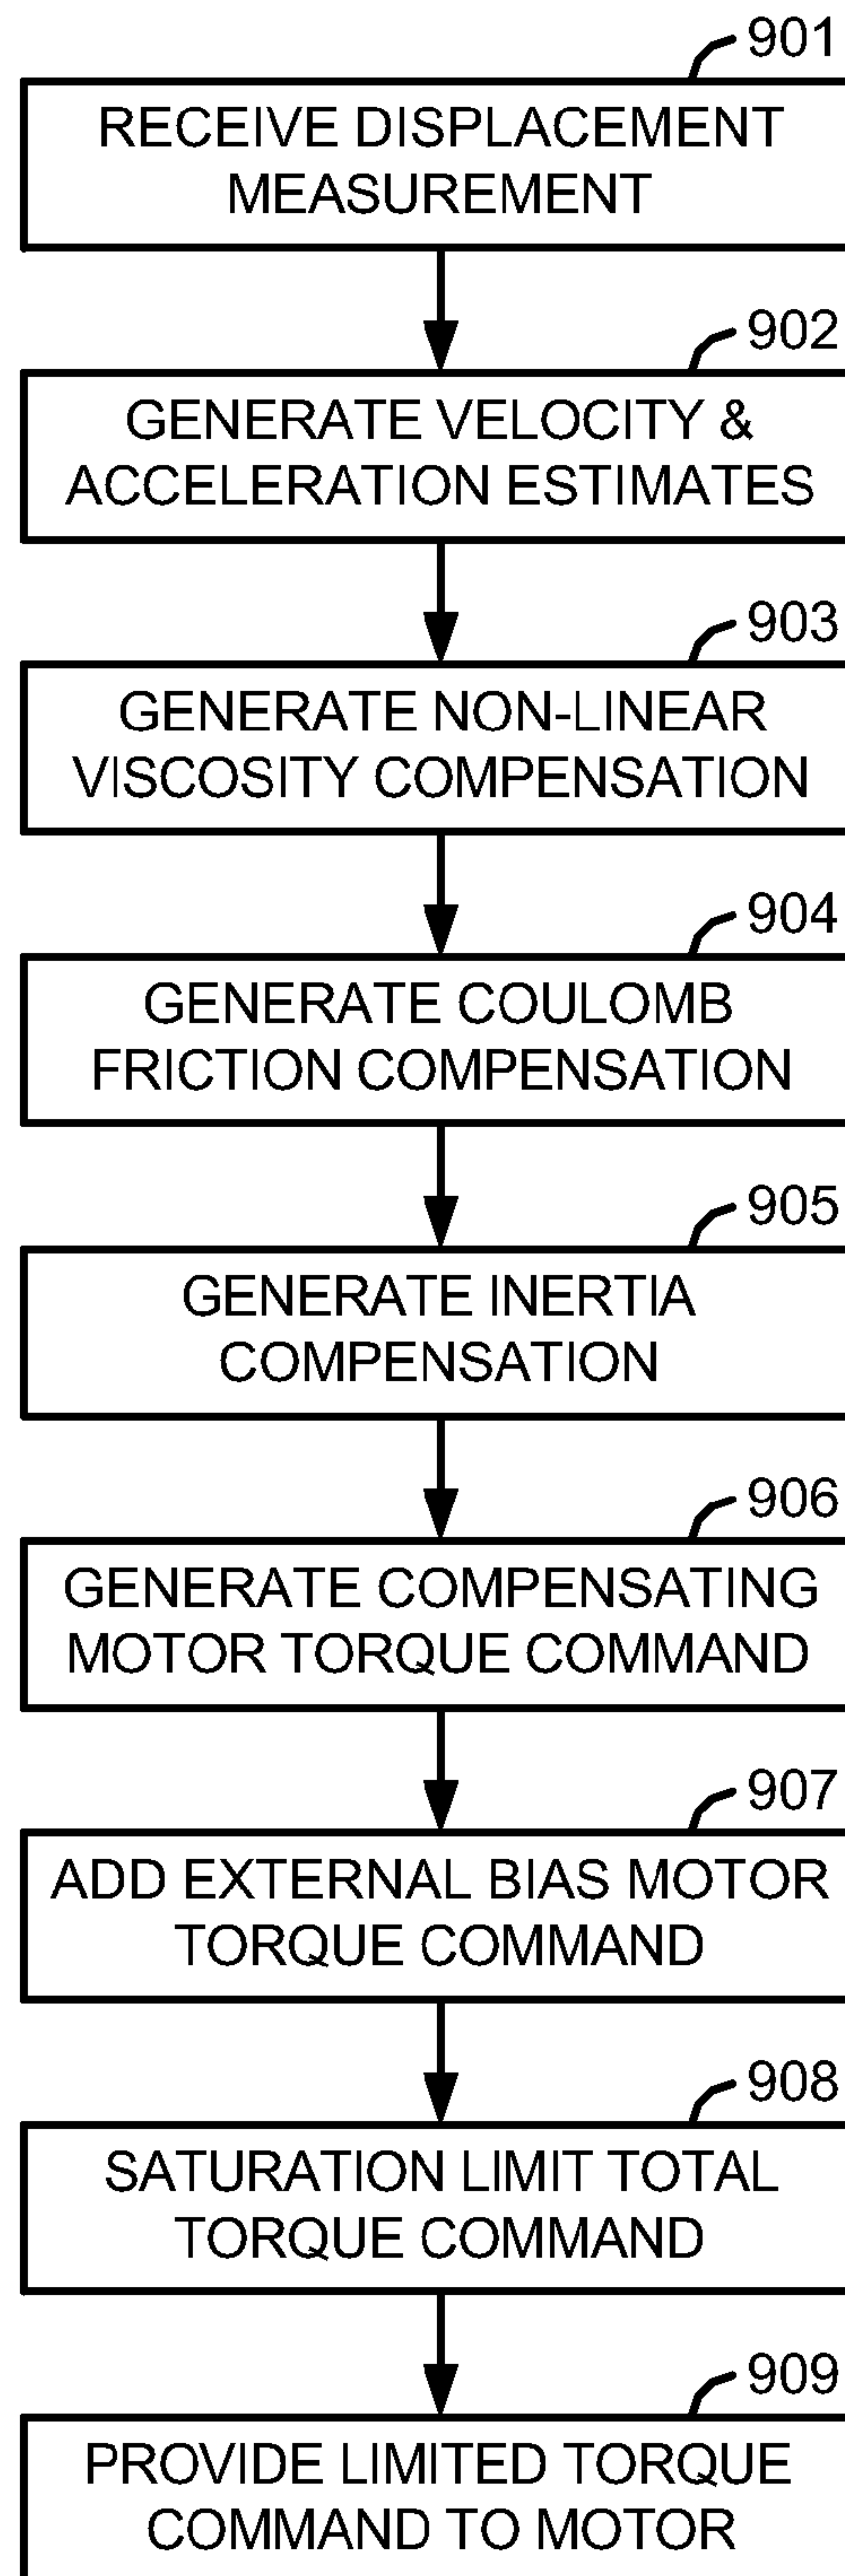 901
RECEIVE DISPLACEMENT
MEASUREMENT
902
GENERATE VELOCITY &
ACCELERATION ESTIMATES
903
GENERATE NON-LINEAR
VISCOSITY COMPENSATION
904
GENERATE COULOMB
FRICTION COMPENSATION
905
GENERATE INERTIA
COMPENSATION
906
GENERATE COMPENSATING
MOTOR TORQUE COMMAND
907
ADD EXTERNAL BIAS MOTOR
TORQUE COMMAND
908
SATURATION LIMIT TOTAL
TORQUE COMMAND
909
PROVIDE LIMITED TORQUE
COMMAND TO MOTOR